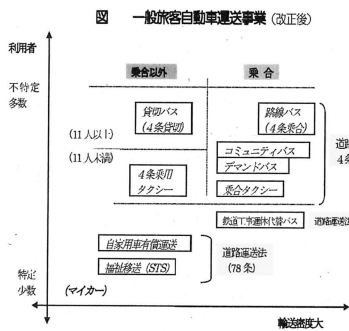 図　一般旅客自動車運送事業（改正後）
利用者
乗合以外
乗 合
不特定
多数
貸切バス
（4条貸切）
路線バス
（4条乗合）
(11 人以上)
(11 人未満)
コミュニティバス
デマンドバス
4条乗用
タクシー
乗合タクシー
道路
4条
鉄道工事運休代替バス
道路運送法
自家用車有償運送
福祉移送（STS）
道路運送法
（78 条）
特定
少数
（マイカー）
輸送密度大